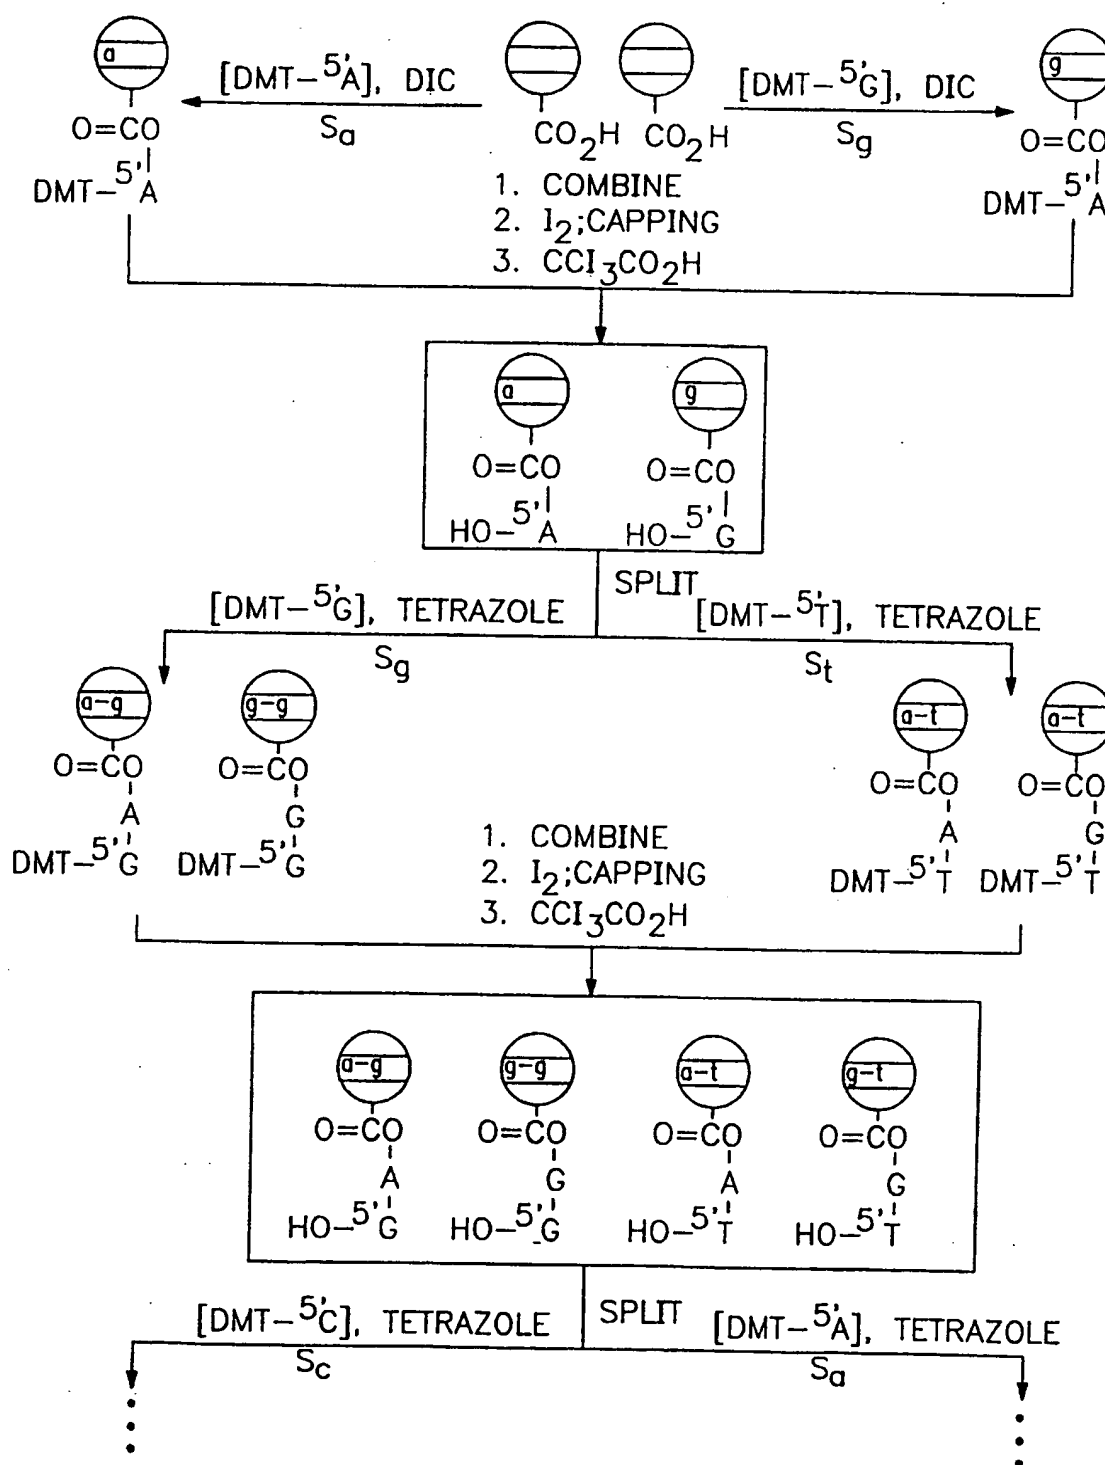 a
[DMT-5'A], DIC
Sa
CO2H CO2H
[DMT-5'G], DIC
Sg
g
O=CO
DMT-5'A
O=CO
DMT-5'A
1. COMBINE
2. I2;CAPPING
3. CCl3CO2H
a
g
O=CO
HO-5'A
O=CO
HO-5'G
SPLIT
[DMT-5'G], TETRAZOLE
Sg
[DMT-5'T], TETRAZOLE
St
a-g
g-g
a-t
a-t
O=CO
A
DMT-5'G
O=CO
G
DMT-5'G
O=CO
A
DMT-5'T
O=CO
G
DMT-5'T
1. COMBINE
2. I2;CAPPING
3. CCl3CO2H
a-g
g-g
a-t
g-t
O=CO
A
HO-5'G
O=CO
G
HO-5'G
O=CO
A
HO-5'T
O=CO
G
HO-5'T
SPLIT
[DMT-5'C], TETRAZOLE
Sc
[DMT-5'A], TETRAZOLE
Sa